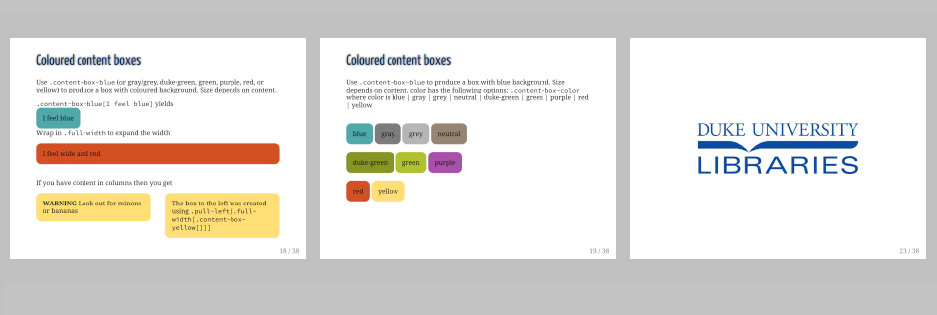 Coloured content boxes
Use .content-box-blue (or gray/grey, duke-green, green, purple, red, or
yellow) to produce a box with coloured background. Size depends on content.
.content-box-blue[I feel blue] yields
I feel blue
Wrap in .full-width to expand the width
I feel wide and red
If you have content in columns then you get
WARNING Look out for minons
or bananas
The box to the left was created
using .pull-left[.full-
width[.content-box-
yellow[]]]
18 / 38
Coloured content boxes
Use .content-box-blue to produce a box with blue background. Size
depends on content. color has the following options: .content-box-color
where color is blue | gray | grey | neutral | duke-green | green | purple | red
| yellow
blue gray grey neutral
duke-green green purple
red yellow
19 / 38
DUKE UNIVERSITY
LIBRARIES
23 / 38